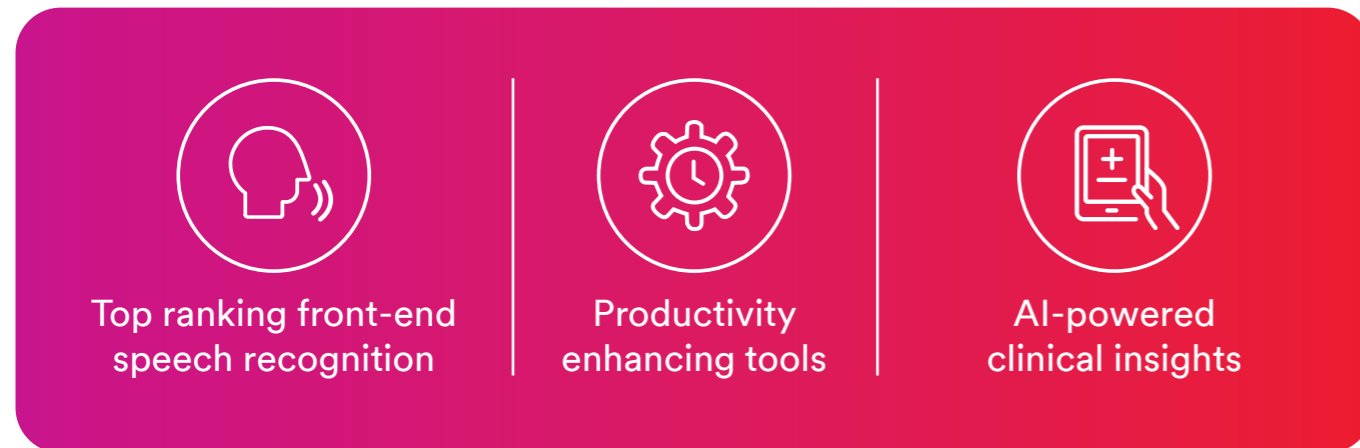 Top ranking front-end
speech recognition
Productivity
enhancing tools
AI-powered
clinical insights